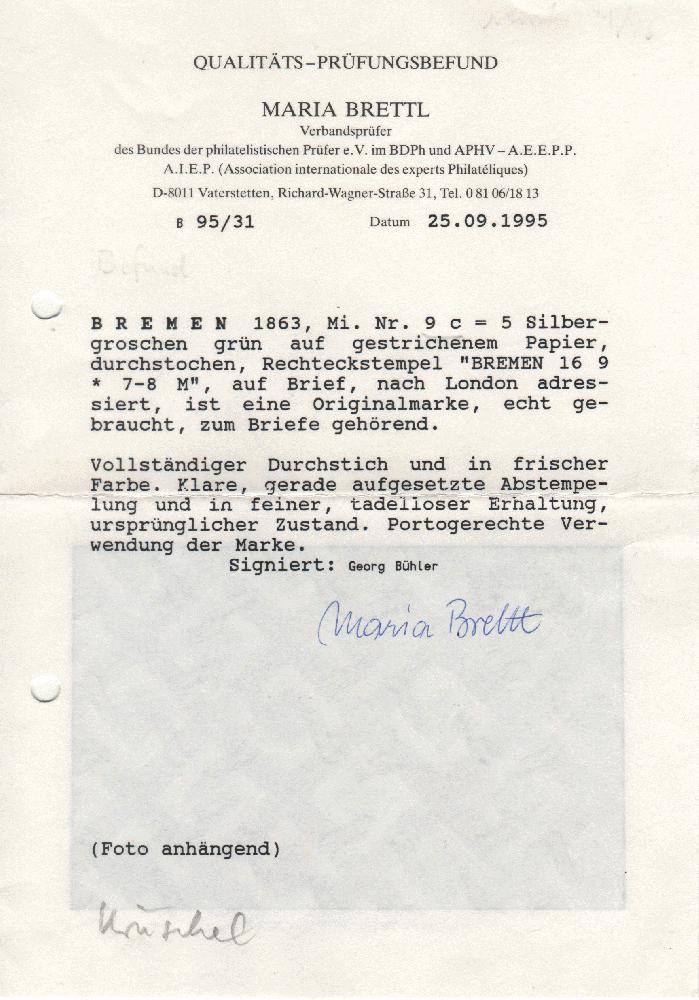 QUALITÄTS–PRÜFUNGSBEFUND
MARIA BRETTL
Verbandsprüfer
des Bundes der philatelistischen Prüfer e.V. im BDPh und APHV – A.E.E.P.P.
A.I.E.P. (Association internationale des experts Philatéliques)
D-8011 Vaterstetten, Richard-Wagner-Straße 31, Tel. 0 81 06/18 13
B 95/31 Datum 25.09.1995
Befund
B R E M E N 1863, Mi. Nr. 9 c = 5 Silber-
groschen grün auf gestrichenem Papier,
durchstochen, Rechteckstempel "BREMEN 16 9
* 7-8 M", auf Brief, nach London adres-
siert, ist eine Originalmarke, echt ge-
braucht, zum Briefe gehörend.
Vollständiger Durchstich und in frischer
Farbe. Klare, gerade aufgesetzte Abstempe-
lung und in feiner, tadelloser Erhaltung,
ursprünglicher Zustand. Portogerechte Ver-
wendung der Marke.
Signiert: Georg Bühler
Maria Brettl
(Foto anhängend)